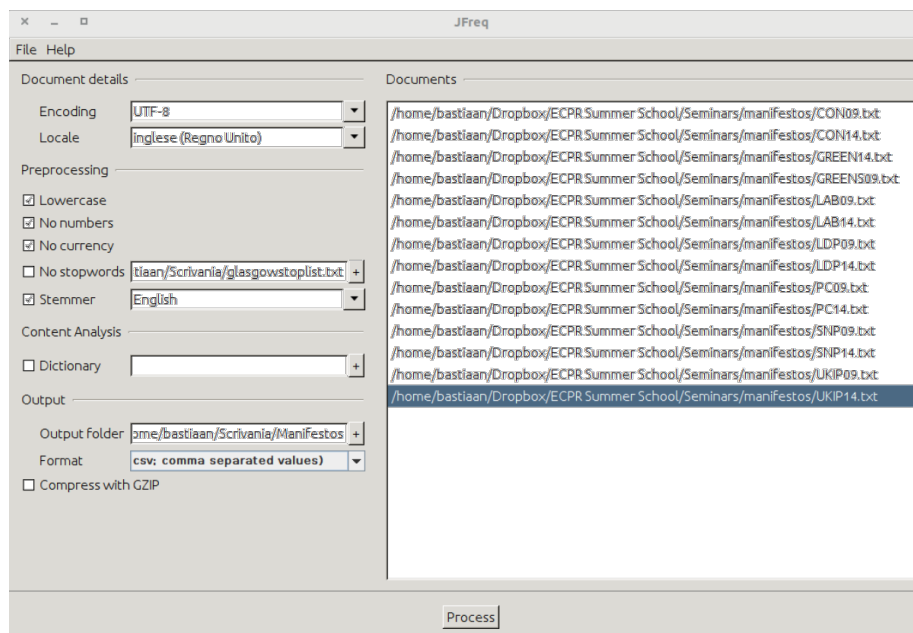 JFreq
File Help
Document details
Encoding UTF-8
Locale inglese (Regno Unito)
Preprocessing
Lowercase
No numbers
No currency
No stopwords tiaan/Scrivania/glasgowstoplist.txt +
Stemmer English
Content Analysis
Dictionary +
Output
Output folder ome/bastiaan/Scrivania/Manifestos +
Format csv; comma separated values)
Compress with GZIP
Documents
/home/bastiaan/Dropbox/ECPR Summer School/Seminars/manifestos/CON09.txt
/home/bastiaan/Dropbox/ECPR Summer School/Seminars/manifestos/CON14.txt
/home/bastiaan/Dropbox/ECPR Summer School/Seminars/manifestos/GREEN14.txt
/home/bastiaan/Dropbox/ECPR Summer School/Seminars/manifestos/GREENS09.txt
/home/bastiaan/Dropbox/ECPR Summer School/Seminars/manifestos/LAB09.txt
/home/bastiaan/Dropbox/ECPR Summer School/Seminars/manifestos/LAB14.txt
/home/bastiaan/Dropbox/ECPR Summer School/Seminars/manifestos/LDP09.txt
/home/bastiaan/Dropbox/ECPR Summer School/Seminars/manifestos/LDP14.txt
/home/bastiaan/Dropbox/ECPR Summer School/Seminars/manifestos/PC09.txt
/home/bastiaan/Dropbox/ECPR Summer School/Seminars/manifestos/PC14.txt
/home/bastiaan/Dropbox/ECPR Summer School/Seminars/manifestos/SNP09.txt
/home/bastiaan/Dropbox/ECPR Summer School/Seminars/manifestos/SNP14.txt
/home/bastiaan/Dropbox/ECPR Summer School/Seminars/manifestos/UKIP09.txt
/home/bastiaan/Dropbox/ECPR Summer School/Seminars/manifestos/UKIP14.txt
Process